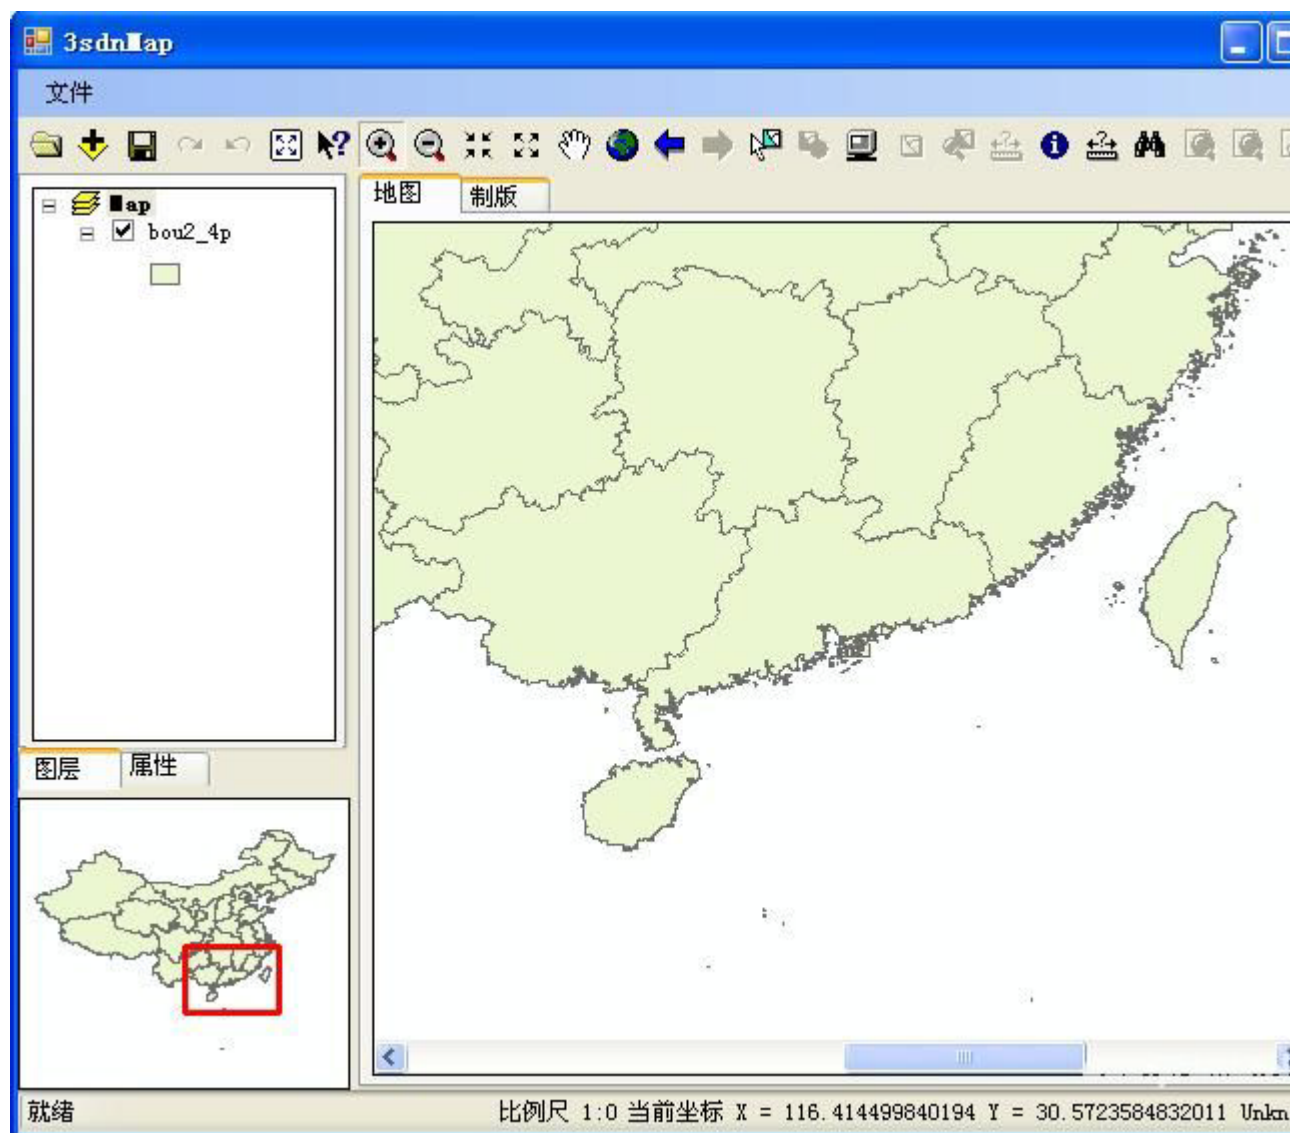 3sdnMap
文件
地图 制版
Map
bou2_4p
图层 属性
就绪 比例尺 1:0 当前坐标 X = 116.414499840194 Y = 30.5723584832011 Unkn